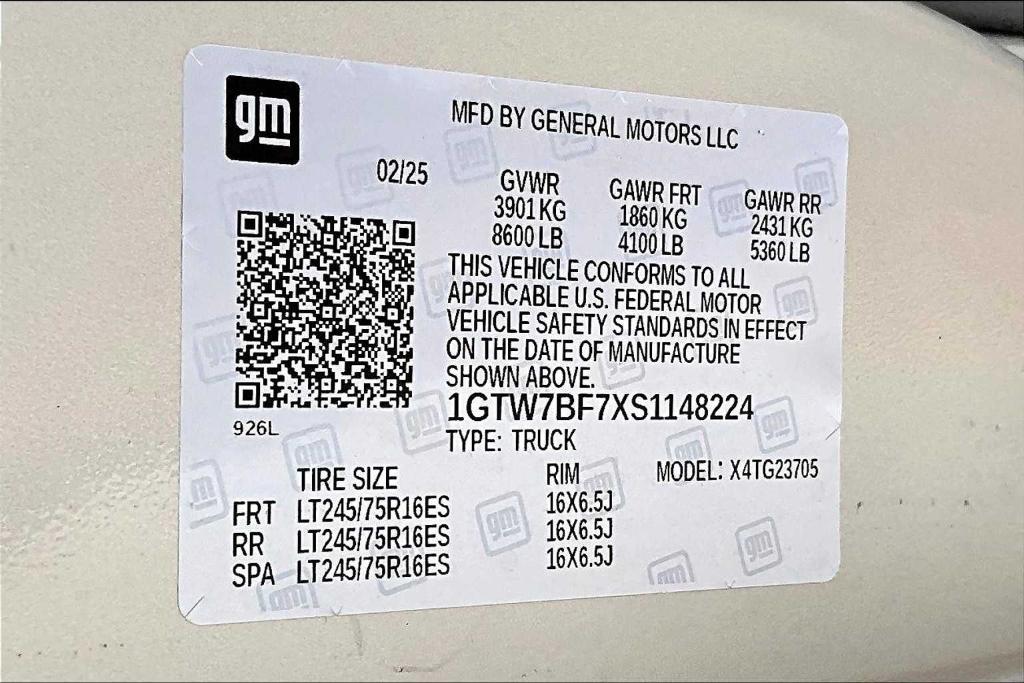 gm
MFD BY GENERAL MOTORS LLC
02/25
GVWR GAWR FRT GAWR RR
3901 KG 1860 KG 2431 KG
8600 LB 4100 LB 5360 LB
THIS VEHICLE CONFORMS TO ALL
APPLICABLE U.S. FEDERAL MOTOR
VEHICLE SAFETY STANDARDS IN EFFECT
ON THE DATE OF MANUFACTURE
SHOWN ABOVE.
1GTW7BF7XS1148224
926L
TYPE: TRUCK
TIRE SIZE RIM MODEL: X4TG23705
FRT LT245/75R16ES 16X6.5J
RR LT245/75R16ES 16X6.5J
SPA LT245/75R16ES 16X6.5J